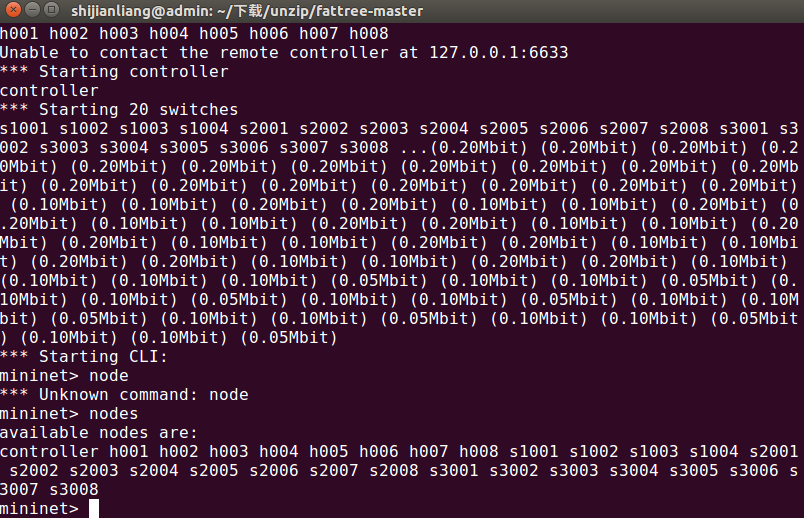 shijianliang@admin: ~/下载/unzip/fattree-master
h001 h002 h003 h004 h005 h006 h007 h008
Unable to contact the remote controller at 127.0.0.1:6633
*** Starting controller
controller
*** Starting 20 switches
s1001 s1002 s1003 s1004 s2001 s2002 s2003 s2004 s2005 s2006 s2007 s2008 s3001 s3
002 s3003 s3004 s3005 s3006 s3007 s3008 ...(0.20Mbit) (0.20Mbit) (0.20Mbit) (0.2
0Mbit) (0.20Mbit) (0.20Mbit) (0.20Mbit) (0.20Mbit) (0.20Mbit) (0.20Mbit) (0.20Mb
it) (0.20Mbit) (0.20Mbit) (0.20Mbit) (0.20Mbit) (0.20Mbit) (0.20Mbit) (0.20Mbit)
 (0.10Mbit) (0.10Mbit) (0.20Mbit) (0.20Mbit) (0.10Mbit) (0.10Mbit) (0.20Mbit) (0
.20Mbit) (0.10Mbit) (0.10Mbit) (0.20Mbit) (0.20Mbit) (0.10Mbit) (0.10Mbit) (0.20
Mbit) (0.20Mbit) (0.10Mbit) (0.10Mbit) (0.20Mbit) (0.20Mbit) (0.10Mbit) (0.10Mbi
t) (0.20Mbit) (0.20Mbit) (0.10Mbit) (0.10Mbit) (0.20Mbit) (0.20Mbit) (0.10Mbit)
(0.10Mbit) (0.10Mbit) (0.10Mbit) (0.05Mbit) (0.10Mbit) (0.10Mbit) (0.05Mbit) (0.
10Mbit) (0.10Mbit) (0.05Mbit) (0.10Mbit) (0.10Mbit) (0.05Mbit) (0.10Mbit) (0.10M
bit) (0.05Mbit) (0.10Mbit) (0.10Mbit) (0.05Mbit) (0.10Mbit) (0.10Mbit) (0.05Mbit
) (0.10Mbit) (0.10Mbit) (0.05Mbit)
*** Starting CLI:
mininet> node
*** Unknown command: node
mininet> nodes
available nodes are:
controller h001 h002 h003 h004 h005 h006 h007 h008 s1001 s1002 s1003 s1004 s2001
 s2002 s2003 s2004 s2005 s2006 s2007 s2008 s3001 s3002 s3003 s3004 s3005 s3006 s
3007 s3008
mininet>